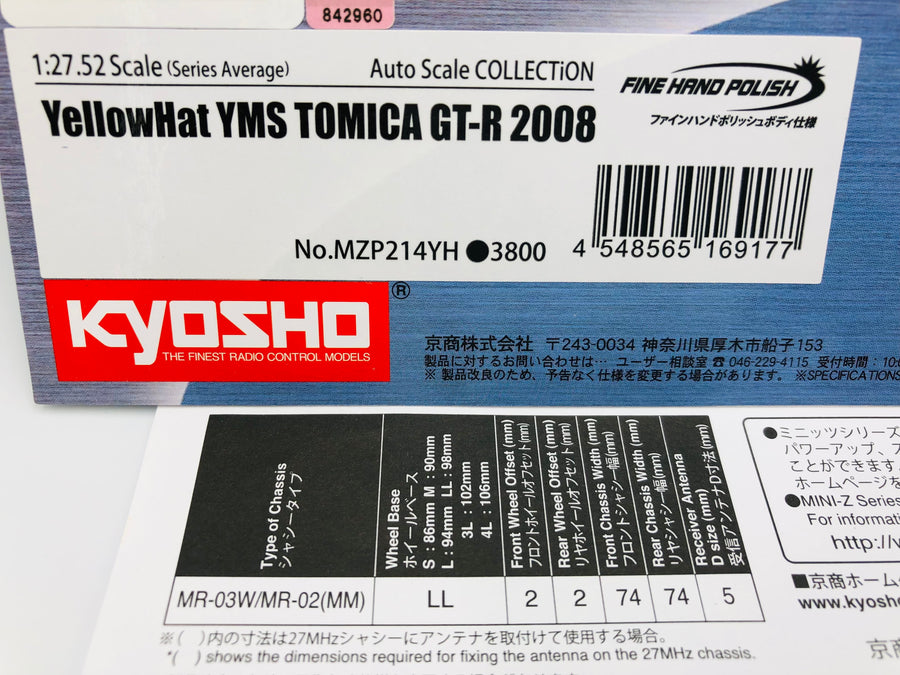 842960
1:27.52 Scale (Series Average)
Auto Scale COLLECTiON
YellowHat YMS TOMICA GT-R 2008
FINE HAND POLISH
ファインハンドポリッシュボディ仕様
No.MZP214YH ●3800
4 548565 169177
KYOSHO ®
THE FINEST RADIO CONTROL MODELS
京商株式会社 〒243-0034 神奈川県厚木市船子153
製品に対するお問い合わせは… ユーザー相談室 ☎ 046-229-4115 受付時間:10:
※ 製品改良のため、予告なく仕様を変更する場合があります。 ※SPECIFICATIONS
Type of Chassis
シャシータイプ
Wheel Base
ホイールベース
S : 86mm M : 90mm
L : 94mm LL : 98mm
3L : 102mm
4L : 106mm
Front Wheel Offset (mm)
フロントホイールオフセット(mm)
Rear Wheel Offset (mm)
リヤホイールオフセット(mm)
Front Chassis Width (mm)
フロントシャシー幅(mm)
Rear Chassis Width (mm)
リヤシャシー幅(mm)
Receiver Antenna
D size (mm)
受信アンテナD寸法(mm)
MR-03W/MR-02(MM) LL 2 2 74 74 5
※( )内の寸法は27MHzシャシーにアンテナを取付けて使用する場合。
*( ) shows the dimensions required for fixing the antenna on the 27MHz chassis.
●ミニッツシリーズ
パワーアップ、
ことができます。
ホームページを
●MINI-Z Series
For informati
http://
■京商ホーム
www.kyosho
京